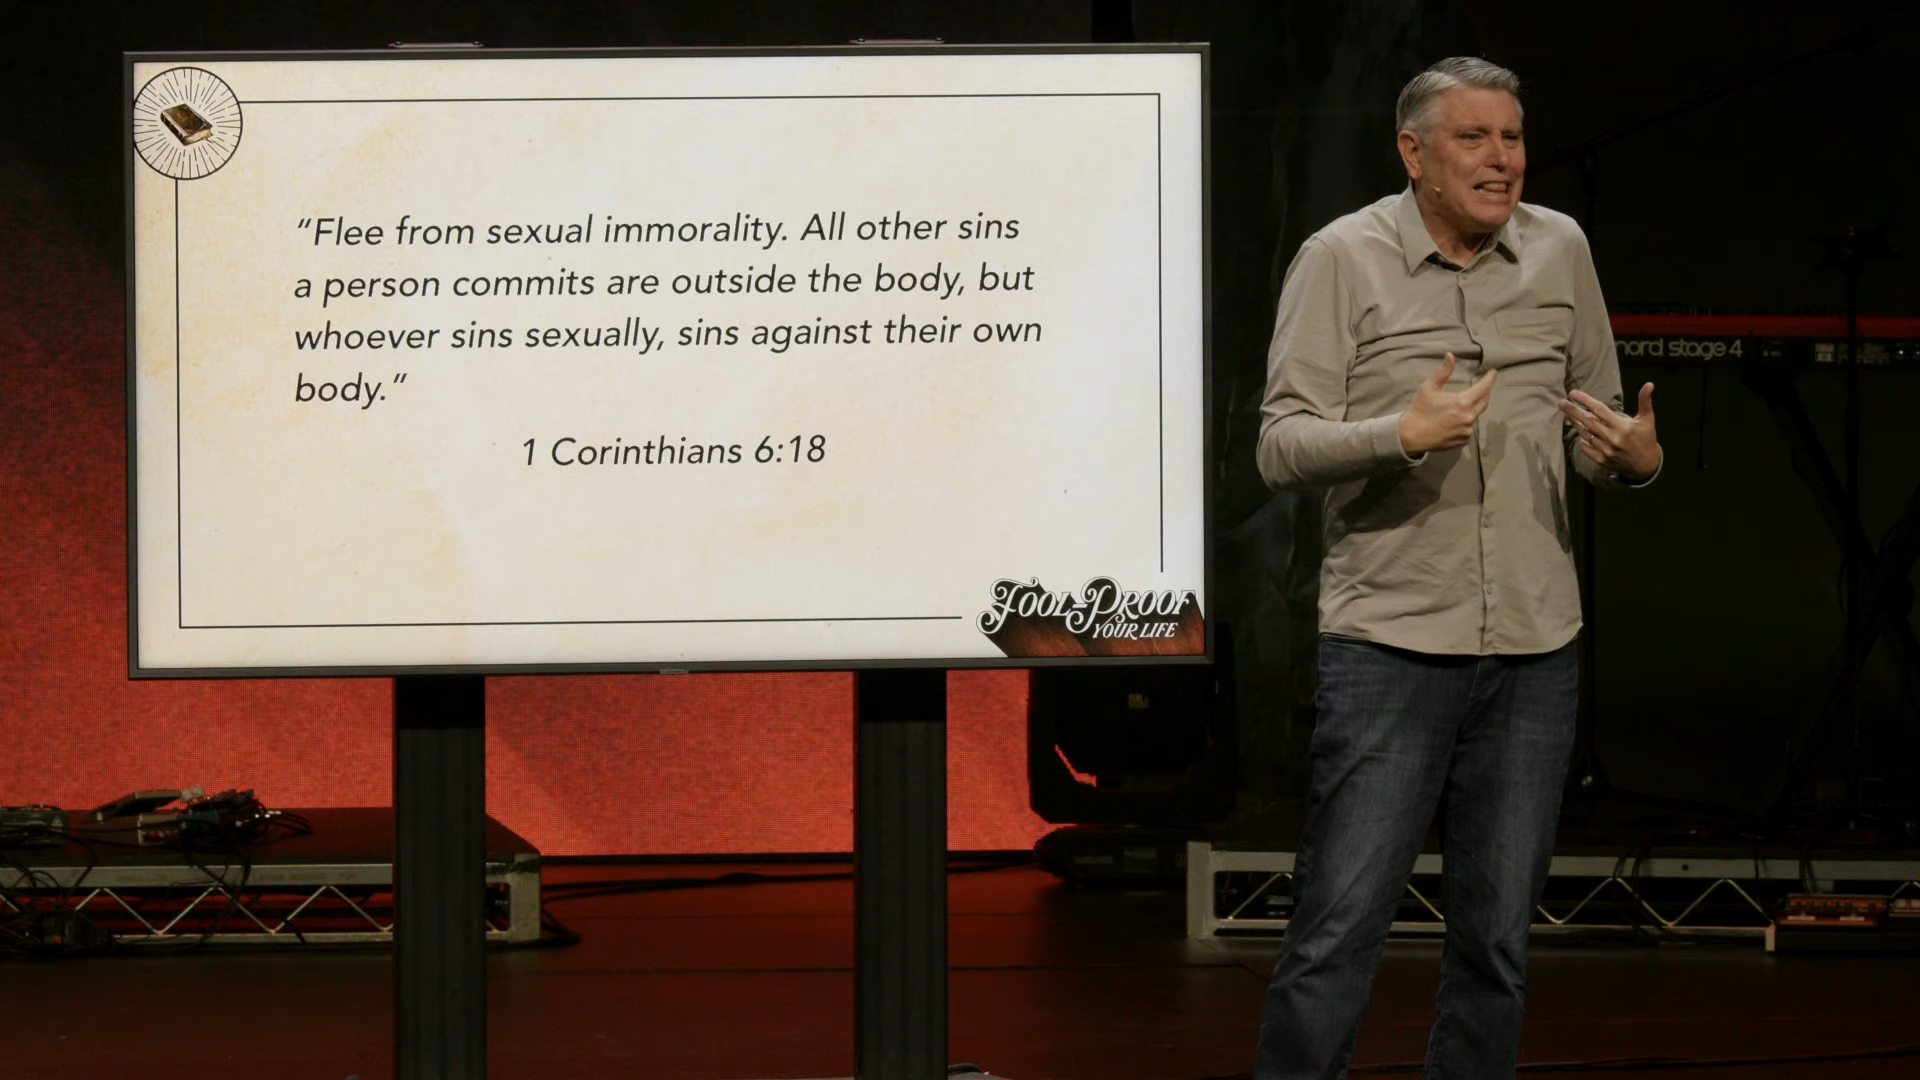 “Flee from sexual immorality. All other sins
a person commits are outside the body, but
whoever sins sexually, sins against their own
body.”
1 Corinthians 6:18
FOOL-PROOF
YOUR LIFE
nord stage 4